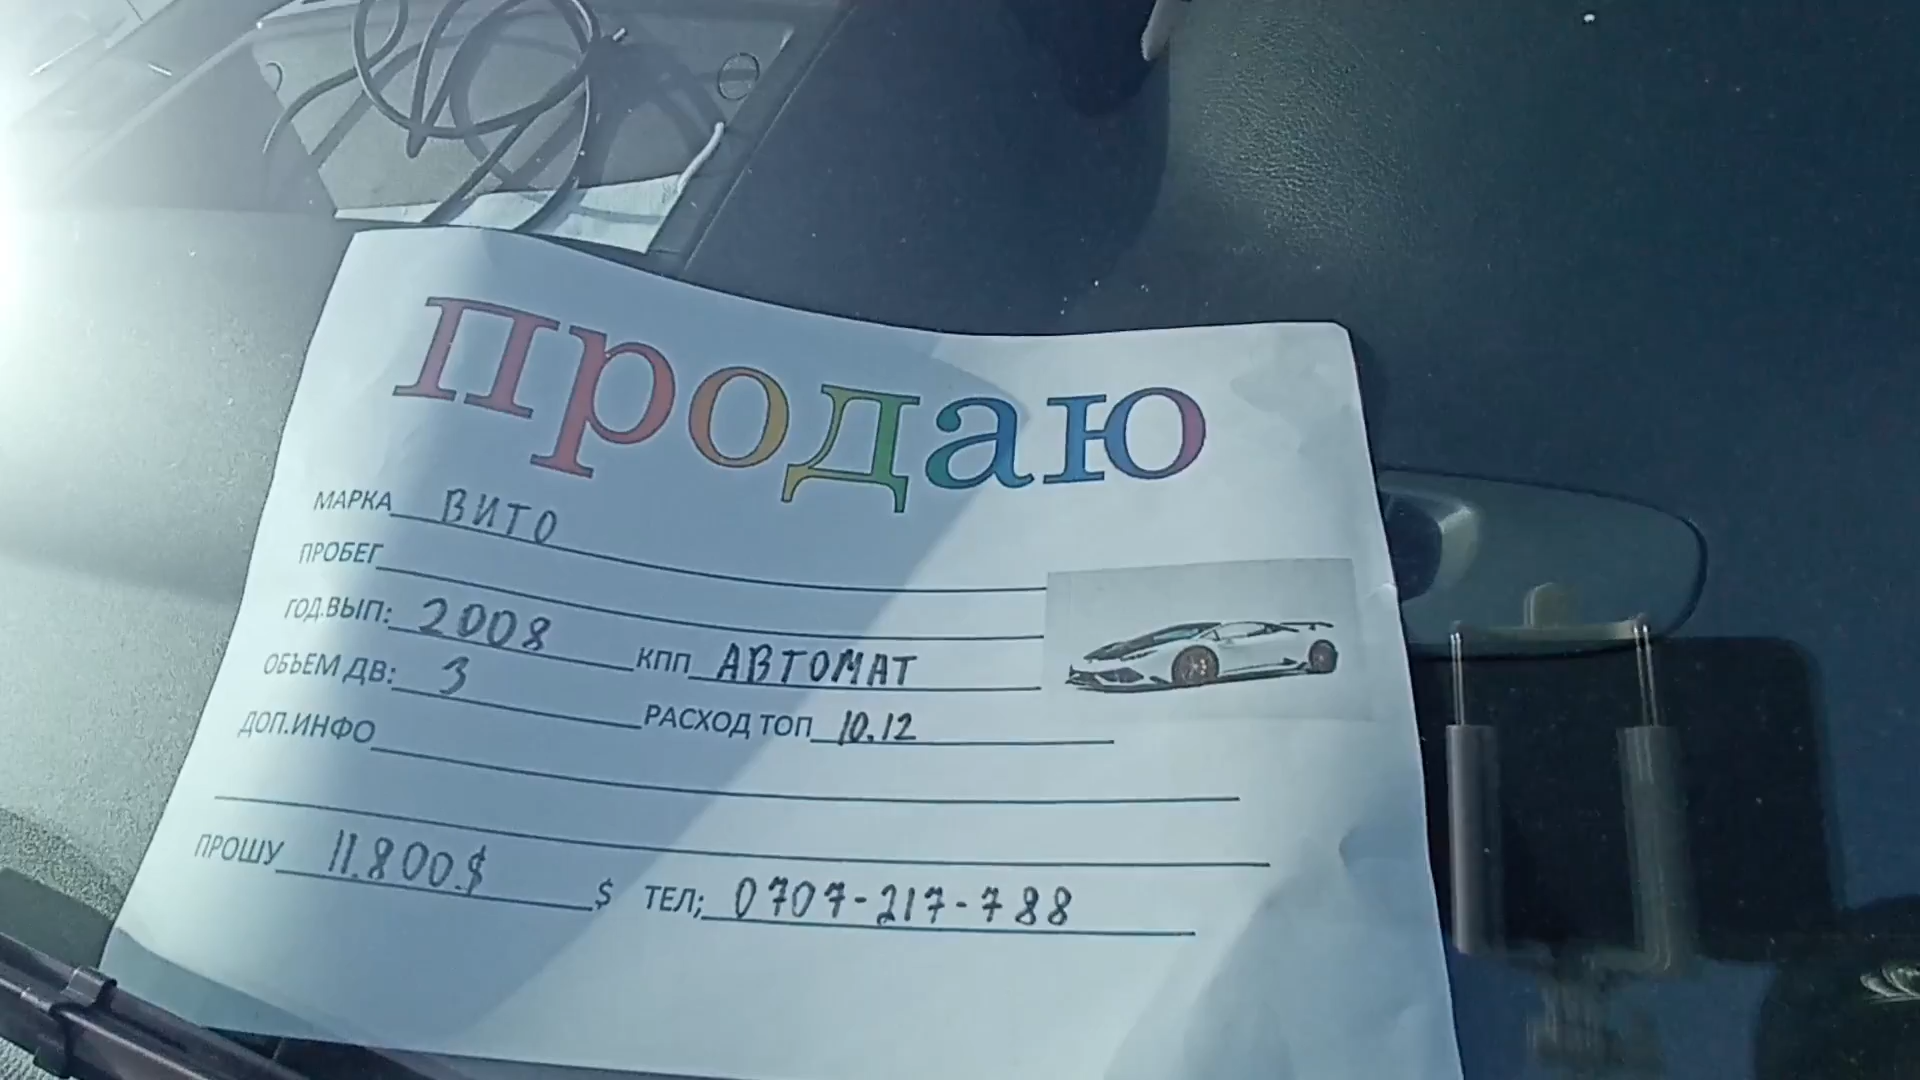 продаю
МАРКА ВИТО
ПРОБЕГ
ГОД.ВЫП: 2008 КПП АВТОМАТ
ОБЪЕМ ДВ: 3 РАСХОД ТОП 10.12
ДОП.ИНФО
ПРОШУ 11.800.$ $ ТЕЛ; 0707-217-788